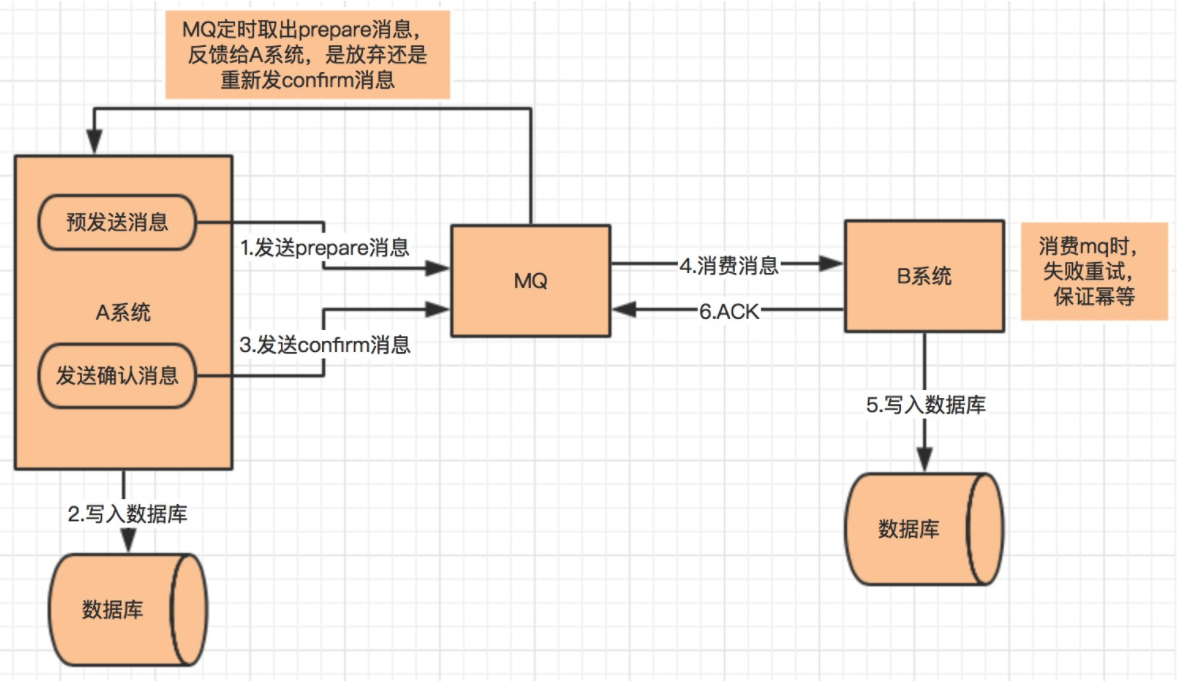 MQ定时取出prepare消息，
反馈给A系统，是放弃还是
重新发confirm消息
预发送消息
1.发送prepare消息
A系统
MQ
4.消费消息
B系统
消费mq时，
失败重试，
保证幂等
6.ACK
3.发送confirm消息
发送确认消息
5.写入数据库
2.写入数据库
数据库
数据库